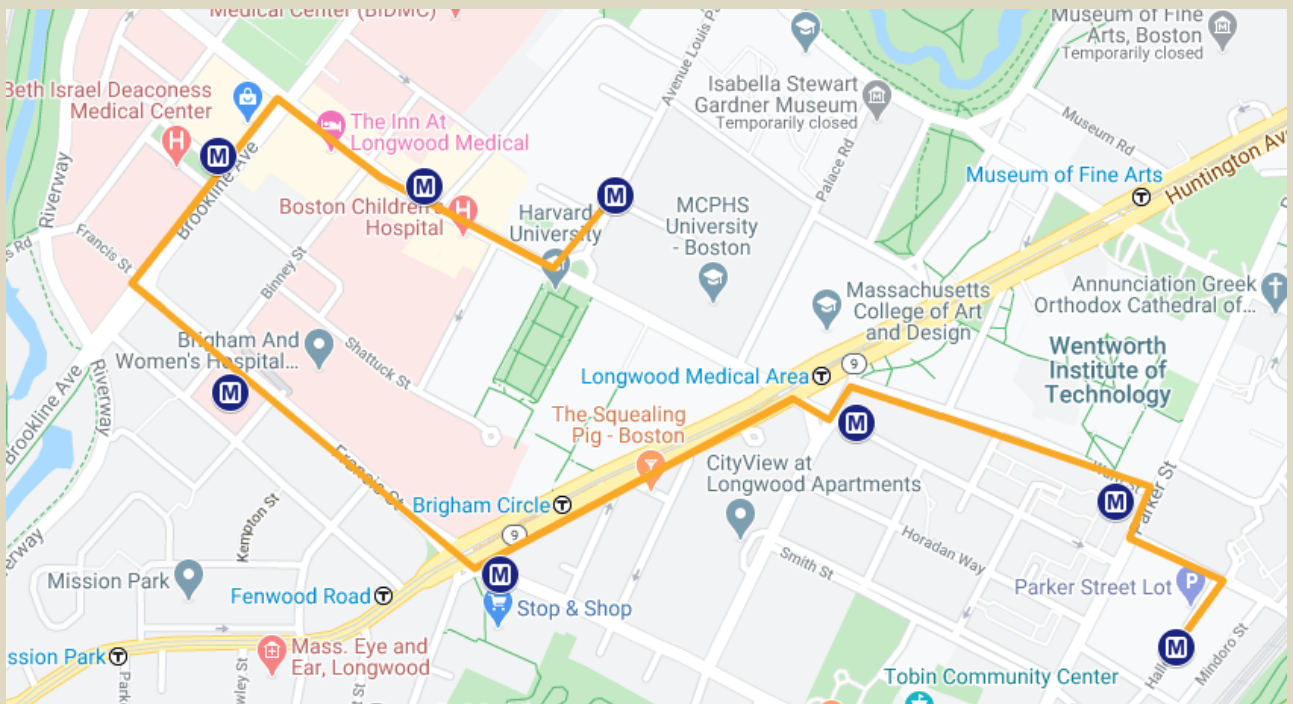 Medical Center (BIDMC)
Museum of Fine
Arts, Boston
Temporarily closed
Avenue Louis Pa
Isabella Stewart
Gardner Museum
Temporarily closed
Beth Israel Deaconess
Medical Center
H
M
Brookline Ave
The Inn At
Longwood Medical
M
Boston Children's
Hospital
H
M
Harvard
University
MCPHS
University
- Boston
Palace Rd
Museum Rd
Museum of Fine Arts
T
Huntington Av
Riverway
s Rd
Francis St
Binney St
Massachusetts
College of Art
and Design
Annunciation Greek
Orthodox Cathedral of...
Wentworth
Institute of
Technology
Brigham And
Women's Hospital...
M
Shattuck St
Riverway
Brookline Ave
Longwood Medical Area
T
9
The Squealing
Pig - Boston
M
CityView at
Longwood Apartments
Francis St
Brigham Circle
T
9
Parker St
M
Kempton St
Horadan Way
Smith St
erway
Mission Park
Fenwood Road
T
M
Stop & Shop
Parker Street Lot
P
M
Mindoro St
Mass. Eye and
Ear, Longwood
ssion Park
T
Tobin Community Center